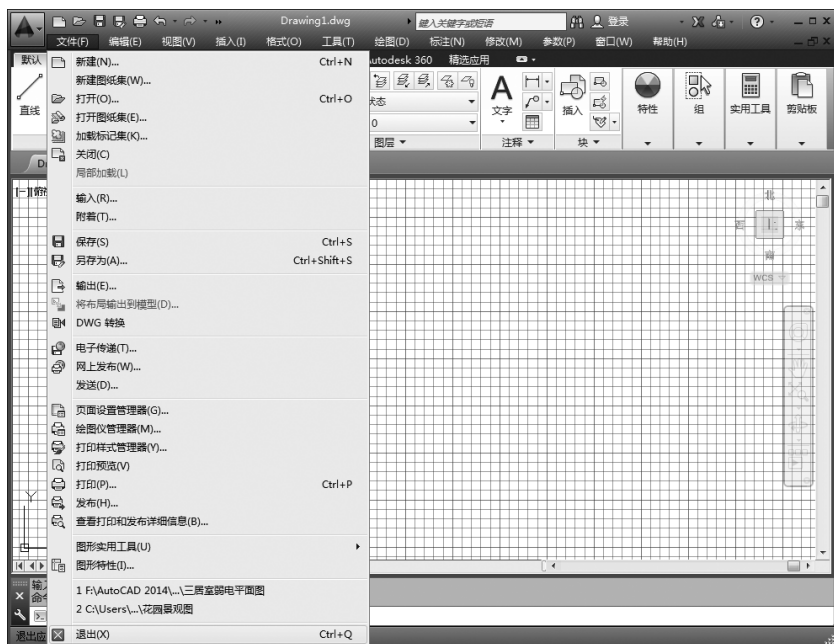 Drawing1.dwg
键入关键字或短语
登录
文件(F) 编辑(E) 视图(V) 插入(I) 格式(O) 工具(T) 绘图(D) 标注(N) 修改(M) 参数(P) 窗口(W) 帮助(H)
默认
Autodesk 360 精选应用
直线
0
图层
文字
注释
插入
块
特性
组
实用工具
剪贴板
新建(N)... Ctrl+N
新建图纸集(W)...
打开(O)... Ctrl+O
打开图纸集(E)...
加载标记集(K)...
关闭(C)
局部加载(L)
输入(R)...
附着(T)...
保存(S) Ctrl+S
另存为(A)... Ctrl+Shift+S
输出(E)...
将布局输出到模型(D)...
DWG 转换
电子传递(T)...
网上发布(W)...
发送(D)...
页面设置管理器(G)...
绘图仪管理器(M)...
打印样式管理器(Y)...
打印预览(V)
打印(P)... Ctrl+P
发布(H)...
查看打印和发布详细信息(B)...
图形实用工具(U)
图形特性(I)...
1 F:\AutoCAD 2014\...\三居室弱电平面图
2 C:\Users\...\花园景观图
退出(X) Ctrl+Q
北
西 上 东
南
WCS
Y